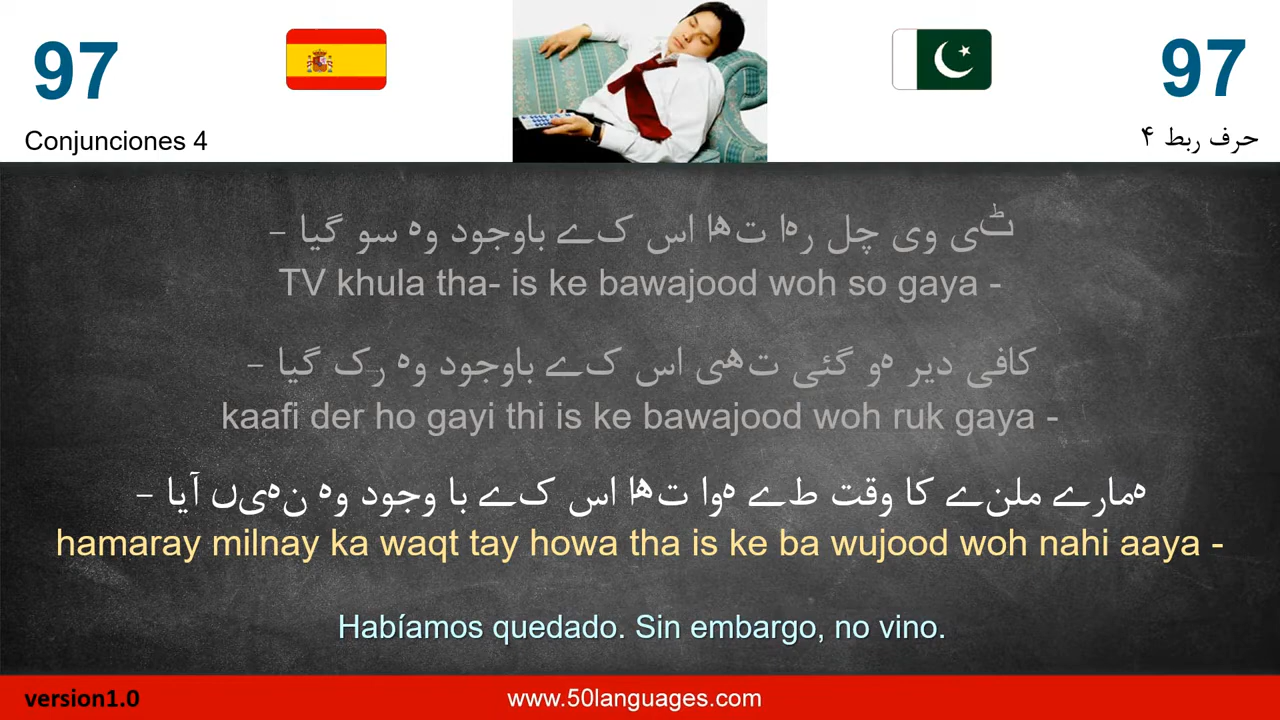 97
97
Conjunciones 4
حرف ربط ۴
ٹی وی چل رہا تھا اس کے باوجود وہ سو گیا –
TV khula tha- is ke bawajood woh so gaya -
کافی دیر ہو گئی تھی اس کے باوجود وہ رک گیا –
kaafi der ho gayi thi is ke bawajood woh ruk gaya -
ہمارے ملنے کا وقت طے ہوا تھا اس کے با وجود وہ نہیں آیا –
hamaray milnay ka waqt tay howa tha is ke ba wujood woh nahi aaya -
Habíamos quedado. Sin embargo, no vino.
version1.0
www.50languages.com